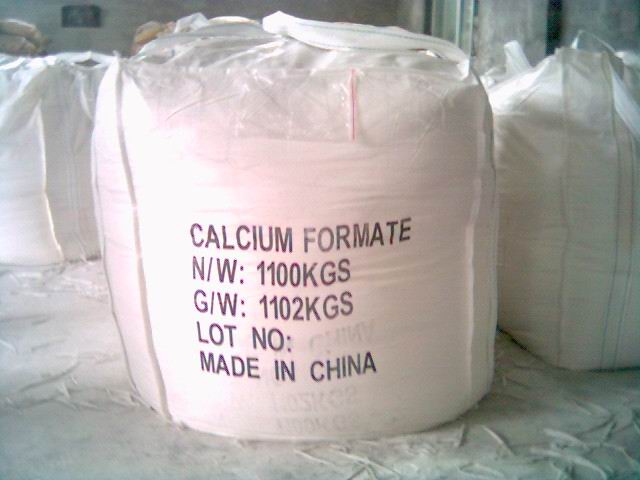 CALCIUM FORMATE
N/W: 1100KGS
G/W: 1102KGS
LOT NO:
MADE IN CHINA